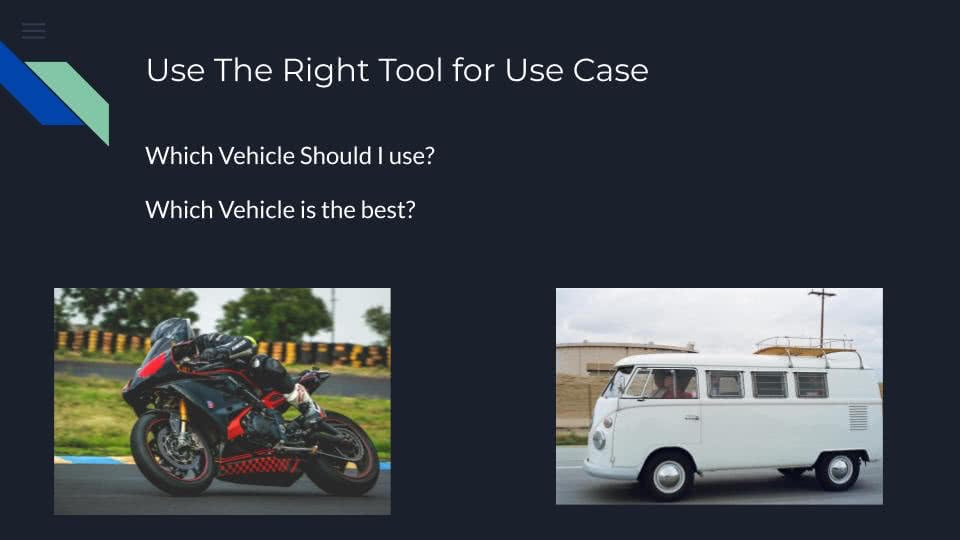 Use The Right Tool for Use Case
Which Vehicle Should I use?
Which Vehicle is the best?